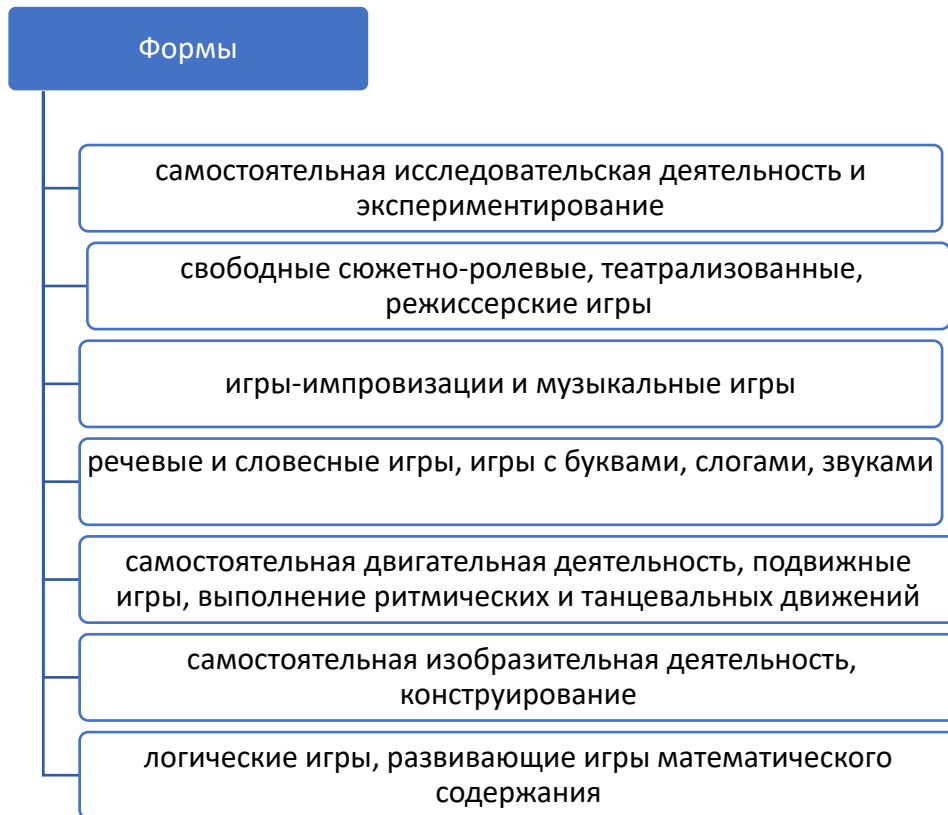 Формы
самостоятельная исследовательская деятельность и
экспериментирование
свободные сюжетно-ролевые, театрализованные,
режиссерские игры
игры-импровизации и музыкальные игры
речевые и словесные игры, игры с буквами, слогами, звуками
самостоятельная двигательная деятельность, подвижные
игры, выполнение ритмических и танцевальных движений
самостоятельная изобразительная деятельность,
конструирование
логические игры, развивающие игры математического
содержания